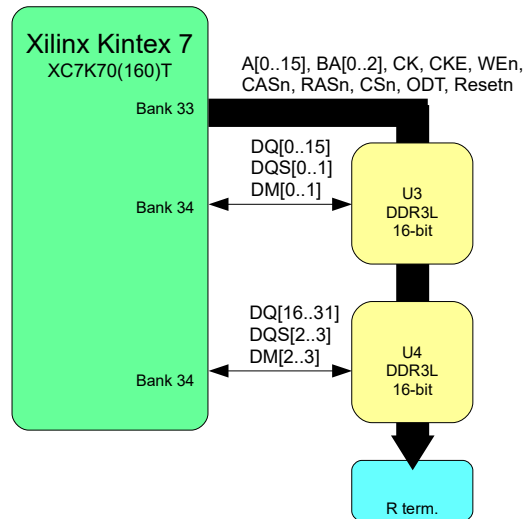 Xilinx Kintex 7
XC7K70(160)T
A[0..15], BA[0..2], CK, CKE, WEn,
CASn, RASn, CSn, ODT, Resetn
Bank 33
DQ[0..15]
DQS[0..1]
DM[0..1]
Bank 34
U3
DDR3L
16-bit
DQ[16..31]
DQS[2..3]
DM[2..3]
Bank 34
U4
DDR3L
16-bit
R term.